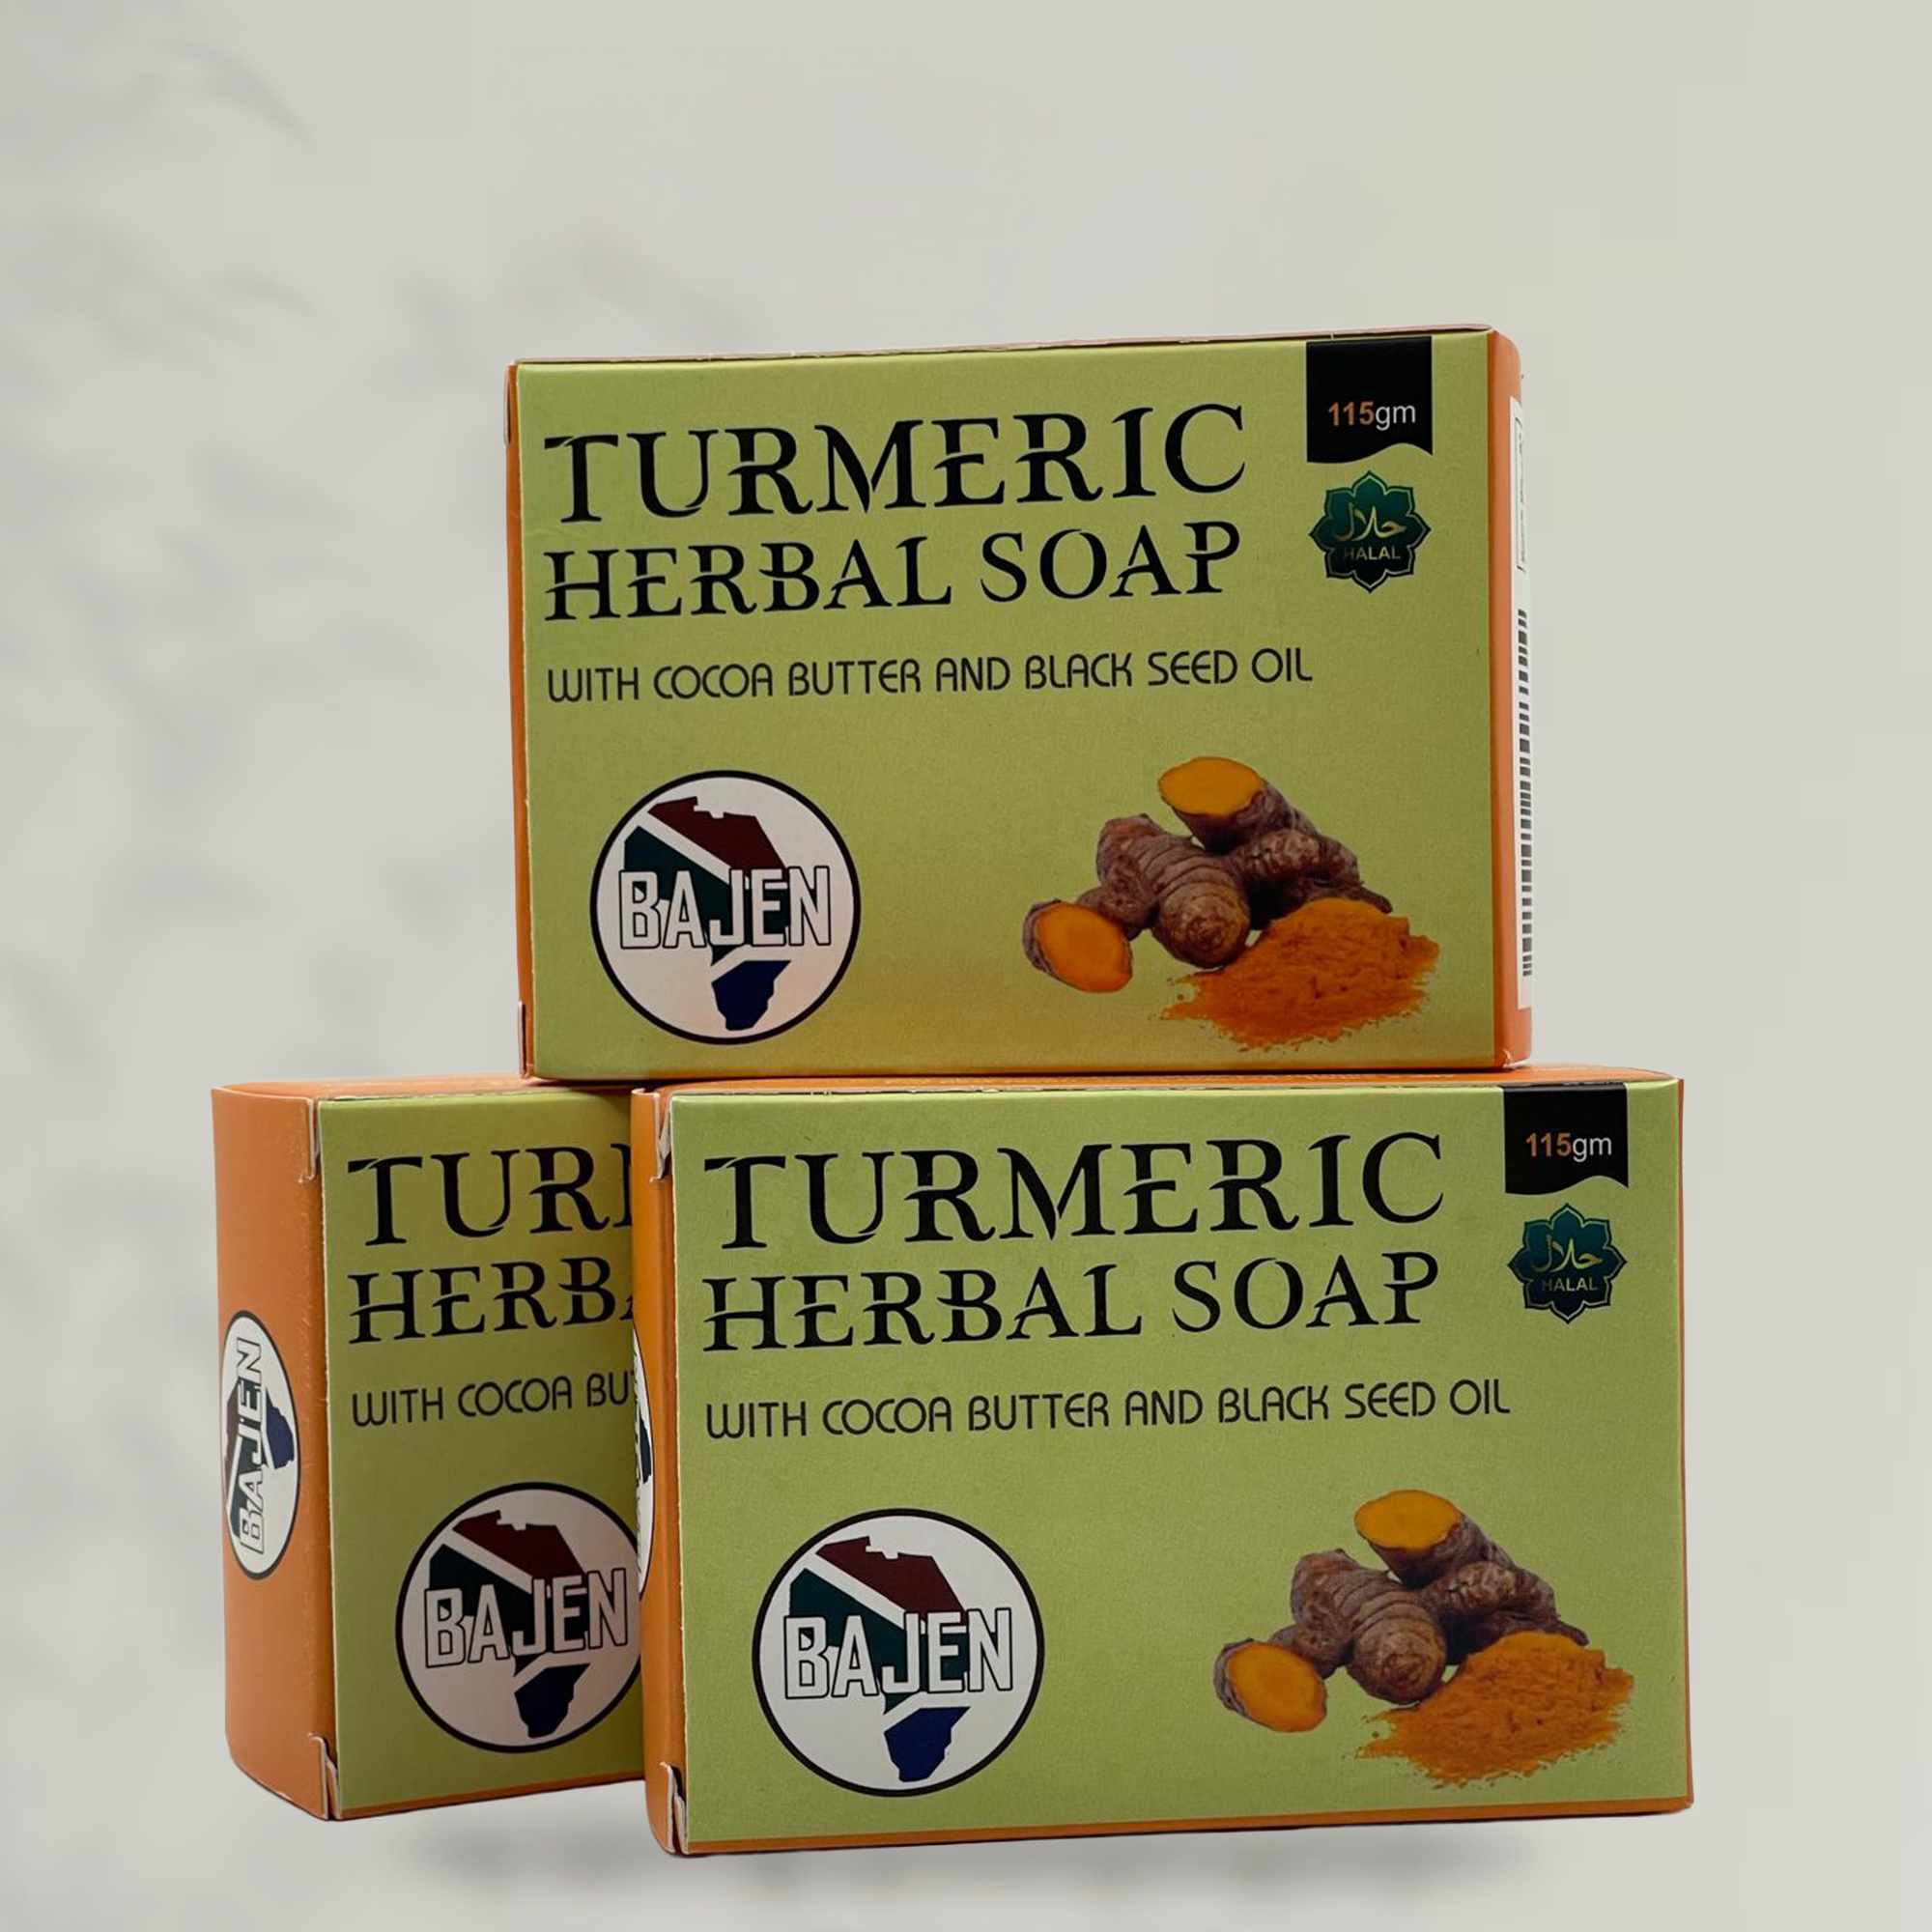 TURMERIC
HERBAL SOAP
WITH COCOA BUTTER AND BLACK SEED OIL
115gm
حلال
HALAL
BAJEN
TUR
HERB
WITH COCOA BU
BAJEN
BAJEN
TURMERIC
HERBAL SOAP
WITH COCOA BUTTER AND BLACK SEED OIL
115gm
حلال
HALAL
BAJEN